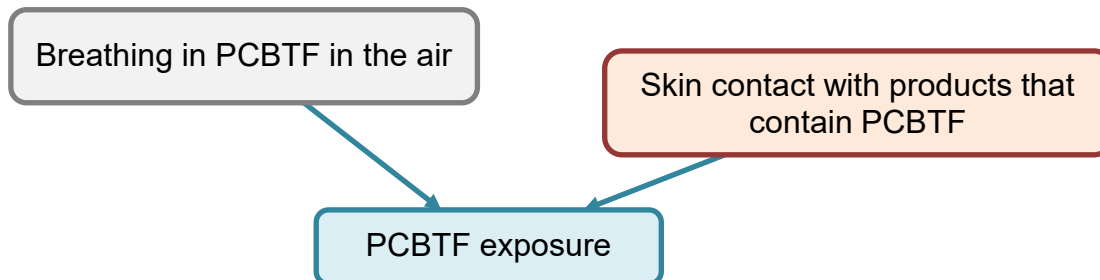 Breathing in PCBTF in the air
Skin contact with products that
contain PCBTF
PCBTF exposure